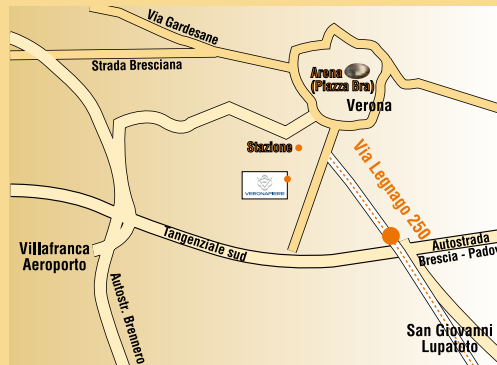 Via Gardesane
Strada Bresciana
Arena
(Piazza Bra)
Verona
Stazione
VERONAFIERE
Via Legnago 250
Tangenziale sud
Villafranca
Aeroporto
Autostrada
Brescia - Padov
Autostr. Brennero
San Giovanni
Lupatoto